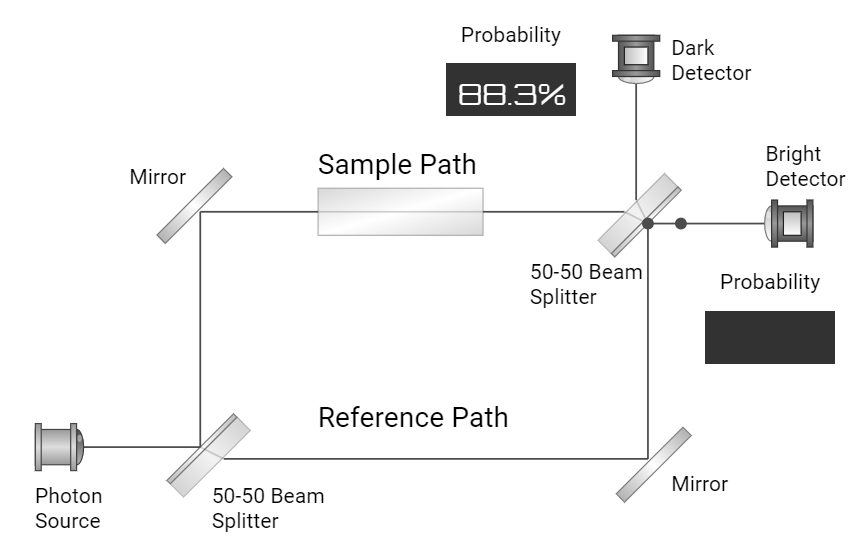 Probability
88.3%
Dark
Detector
Bright
Detector
Mirror
Sample Path
50-50 Beam
Splitter
Probability
Reference Path
Photon
Source
50-50 Beam
Splitter
Mirror